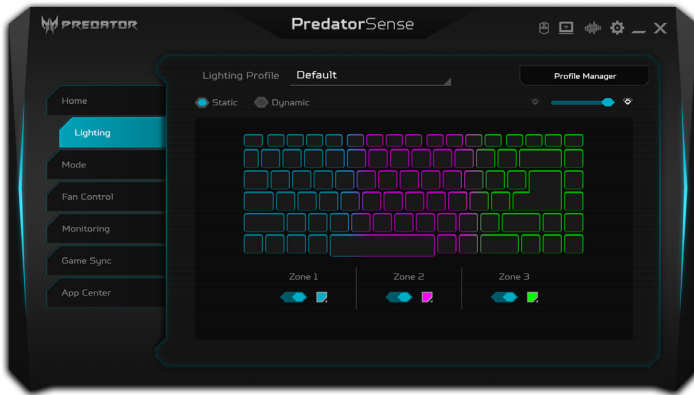 PREDATOR
PredatorSense
Lighting Profile Default
Profile Manager
Static Dynamic
Home
Lighting
Mode
Fan Control
Monitoring
Game Sync
App Center
Zone 1 Zone 2 Zone 3